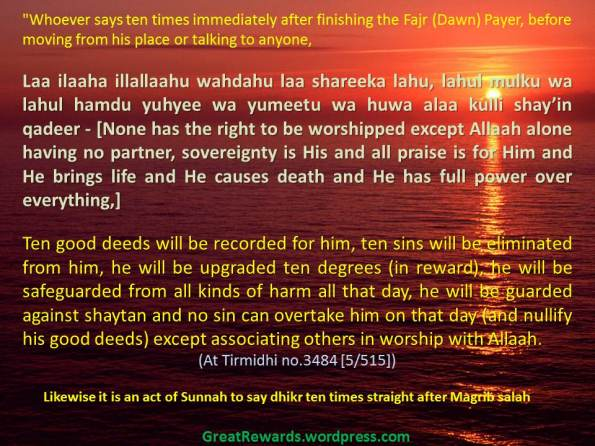 "Whoever says ten times immediately after finishing the Fajr (Dawn) Payer, before
moving from his place or talking to anyone,
Laa ilaaha illallaahu wahdahu laa shareeka lahu, lahul mulku wa
lahul hamdu yuhyee wa yumeetu wa huwa alaa kulli shay’in
qadeer - [None has the right to be worshipped except Allaah alone
having no partner, sovereignty is His and all praise is for Him and
He brings life and He causes death and He has full power over
everything,]
Ten good deeds will be recorded for him, ten sins will be eliminated
from him, he will be upgraded ten degrees (in reward), he will be
safeguarded from all kinds of harm all that day, he will be guarded
against shaytan and no sin can overtake him on that day (and nullify
his good deeds) except associating others in worship with Allaah.
(At Tirmidhi no.3484 [5/515])
Likewise it is an act of Sunnah to say dhikr ten times straight after Magrib salah
GreatRewards.wordpress.com